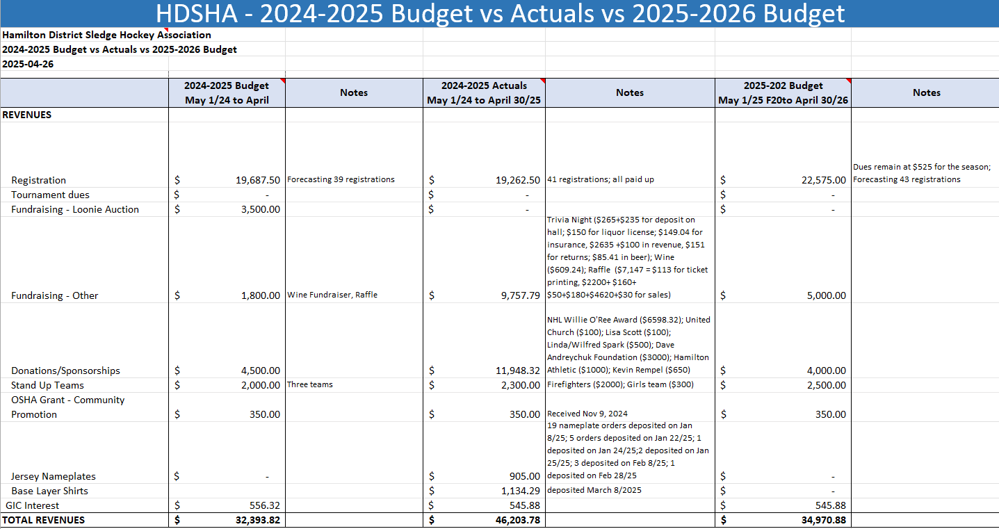 HDSHA - 2024-2025 Budget vs Actuals vs 2025-2026 Budget
Hamilton District Sledge Hockey Association
2024-2025 Budget vs Actuals vs 2025-2026 Budget
2025-04-26
2024-2025 Budget
May 1/24 to April
Notes
2024-2025 Actuals
May 1/24 to April 30/25
Notes
2025-202 Budget
May 1/25 F20to April 30/26
Notes
REVENUES
Registration $ 19,687.50 Forecasting 39 registrations $ 19,262.50 41 registrations; all paid up $ 22,575.00
Dues remain at $525 for the season;
Forecasting 43 registrations
Tournament dues $ - $ - $ -
Fundraising - Loonie Auction $ 3,500.00 $ - $ -
Fundraising - Other $ 1,800.00 Wine Fundraiser, Raffle $ 9,757.79
Trivia Night ($265+$235 for deposit on
hall; $150 for liquor license; $149.04 for
insurance, $2635 +$100 in revenue, $151
for returns; $85.41 in beer); Wine
($609.24); Raffle ($7,147 = $113 for ticket
printing, $2200+ $160+
$50+$180+$4620+$30 for sales)
$ 5,000.00
Donations/Sponsorships $ 4,500.00 $ 11,948.32
NHL Willie O'Ree Award ($6598.32); United
Church ($100); Lisa Scott ($100);
Linda/Wilfred Spark ($500); Dave
Andreychuk Foundation ($3000); Hamilton
Athletic ($1000); Kevin Rempel ($650)
$ 4,000.00
Stand Up Teams $ 2,000.00 Three teams $ 2,300.00 Firefighters ($2000); Girls team ($300) $ 2,500.00
OSHA Grant - Community
Promotion $ 350.00 $ 350.00 Received Nov 9, 2024 $ 350.00
Jersey Nameplates $ - $ 905.00
19 nameplate orders deposited on Jan
8/25; 5 orders deposited on Jan 22/25; 1
deposited on Jan 24/25;2 deposited on Jan
25/25; 3 deposited on Feb 8/25; 1
deposited on Feb 28/25
$ -
Base Layer Shirts $ 1,134.29 deposited March 8/2025 $ -
GIC Interest $ 556.32 $ 545.88 $ 545.88
TOTAL REVENUES $ 32,393.82 $ 46,203.78 $ 34,970.88